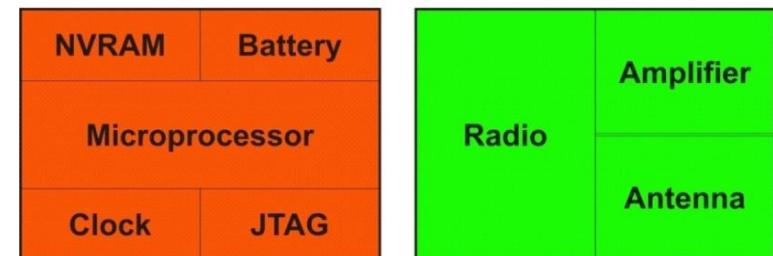 NVRAM
Battery
Microprocessor
Clock
JTAG
Radio
Amplifier
Antenna